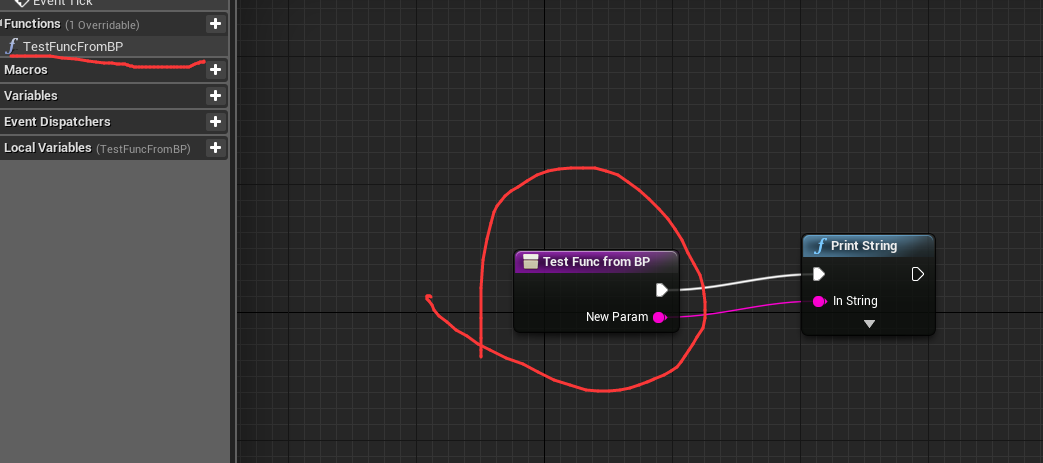 Event Tick
Functions (1 Overridable)
f TestFuncFromBP
Macros
Variables
Event Dispatchers
Local Variables (TestFuncFromBP)
Test Func from BP
New Param
f Print String
In String